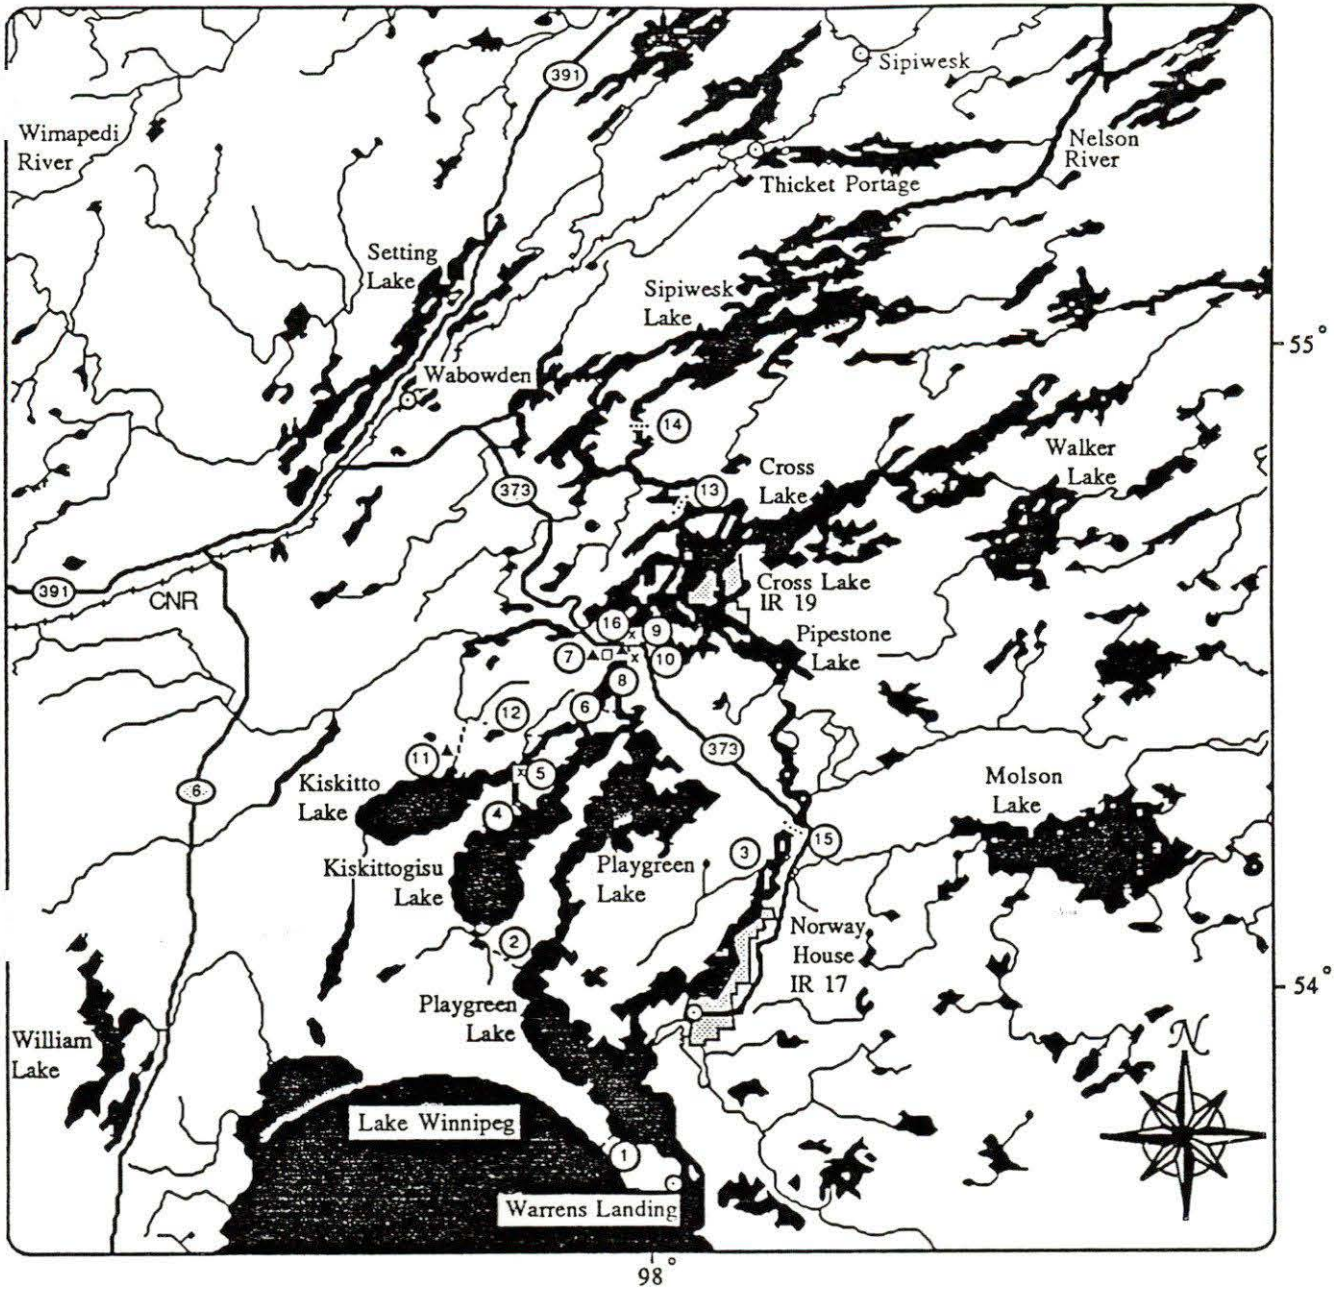 391
Sipiwesk
Wimapedi
River
Nelson
River
Thicket Portage
Setting
Lake
Sipiwesk
Lake
55°
Wabowden
14
Walker
Lake
Cross
Lake
373
13
391
CNR
Cross Lake
IR 19
16
9
Pipestone
Lake
7
10
8
6
12
373
11
5
Kiskitto
Lake
6
Molson
Lake
4
15
3
Kiskittogisu
Lake
Playgreen
Lake
2
Norway
House
IR 17
54°
Playgreen
Lake
William
Lake
N
Lake Winnipeg
1
Warrens Landing
98°